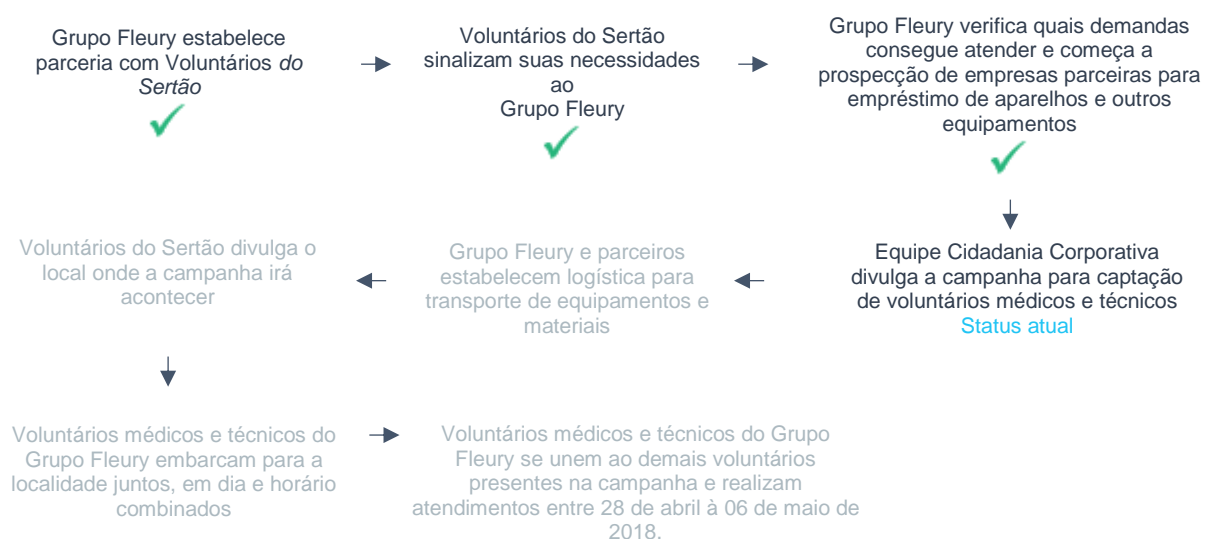 Grupo Fleury estabelece
parceria com Voluntários do
Sertão
Voluntários do Sertão
sinalizam suas necessidades
ao
Grupo Fleury
Grupo Fleury verifica quais demandas
consegue atender e começa a
prospecção de empresas parceiras para
empréstimo de aparelhos e outros
equipamentos
Equipe Cidadania Corporativa
divulga a campanha para captação
de voluntários médicos e técnicos
Status atual
Grupo Fleury e parceiros
estabelecem logística para
transporte de equipamentos e
materiais
Voluntários do Sertão divulga o
local onde a campanha irá
acontecer
Voluntários médicos e técnicos do
Grupo Fleury embarcam para a
localidade juntos, em dia e horário
combinados
Voluntários médicos e técnicos do Grupo
Fleury se unem ao demais voluntários
presentes na campanha e realizam
atendimentos entre 28 de abril à 06 de maio de
2018.